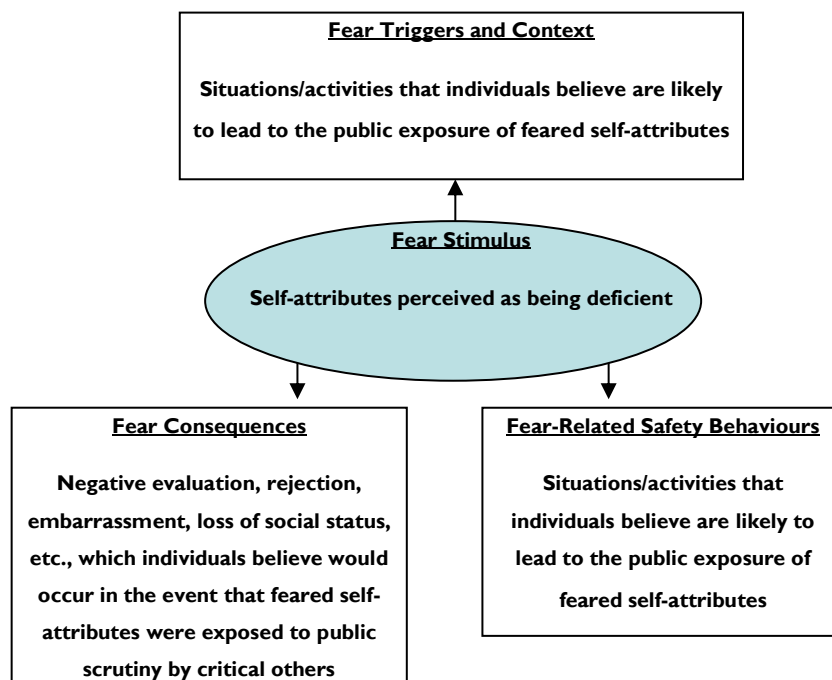 Fear Triggers and Context
Situations/activities that individuals believe are likely
to lead to the public exposure of feared self-attributes
Fear Stimulus
Self-attributes perceived as being deficient
Fear Consequences
Negative evaluation, rejection,
embarrassment, loss of social status,
etc., which individuals believe would
occur in the event that feared self-
attributes were exposed to public
scrutiny by critical others
Fear-Related Safety Behaviours
Situations/activities that
individuals believe are likely to
lead to the public exposure of
feared self-attributes